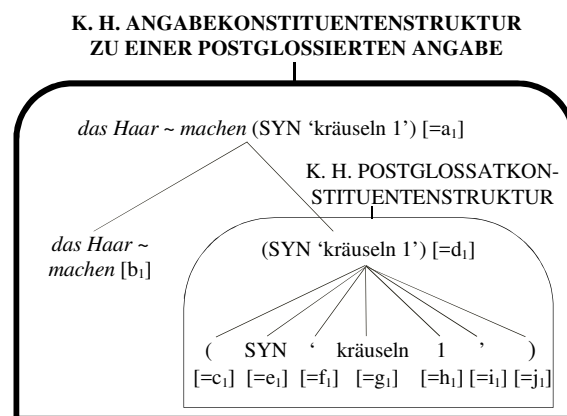 K. H. ANGABEKONSTITUENTENSTRUKTUR
ZU EINER POSTGLOSSIERTEN ANGABE
das Haar ~ machen (SYN ‘kräuseln 1’) [=a₁]
K. H. POSTGLOSSATKON-
STITUENTENSTRUKTUR
das Haar ~
machen [b₁]
(SYN ‘kräuseln 1’) [=d₁]
( SYN ‘ kräuseln 1 ’ )
[=c₁] [=e₁] [=f₁] [=g₁] [=h₁] [=i₁] [=j₁]